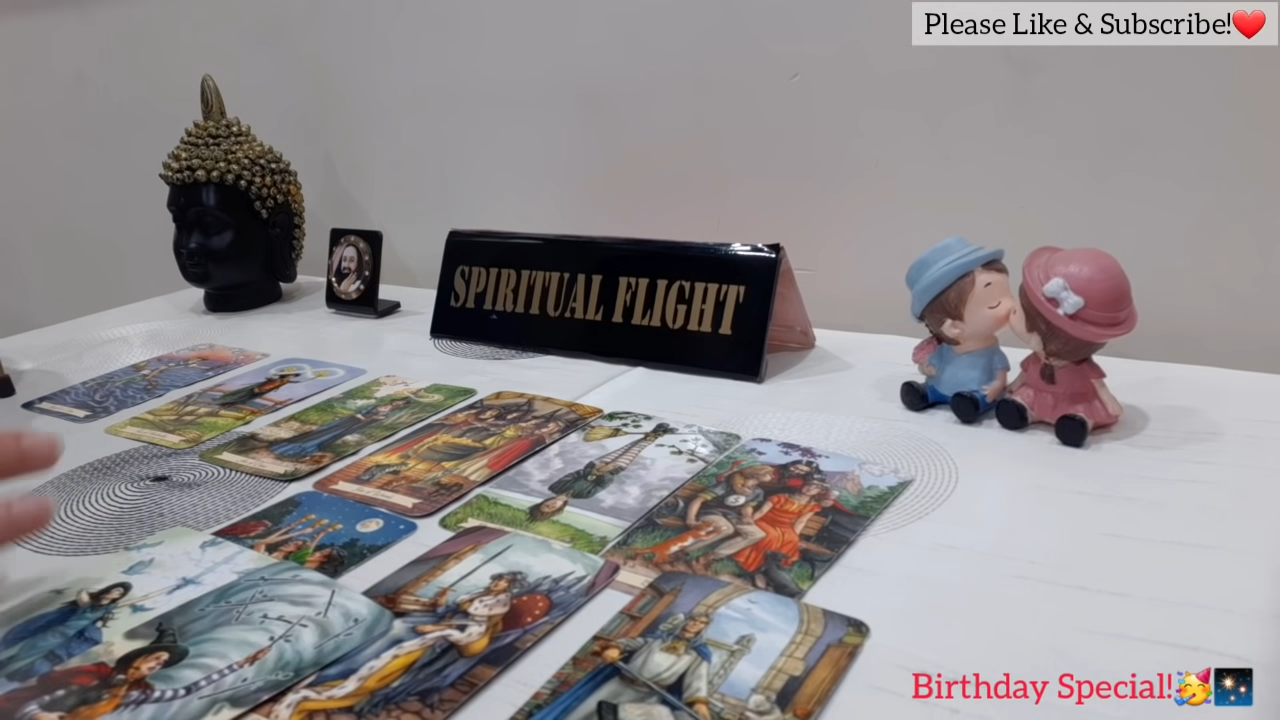 Please Like & Subscribe!❤️
SPIRITUAL FLIGHT
Birthday Special!🥳🎇